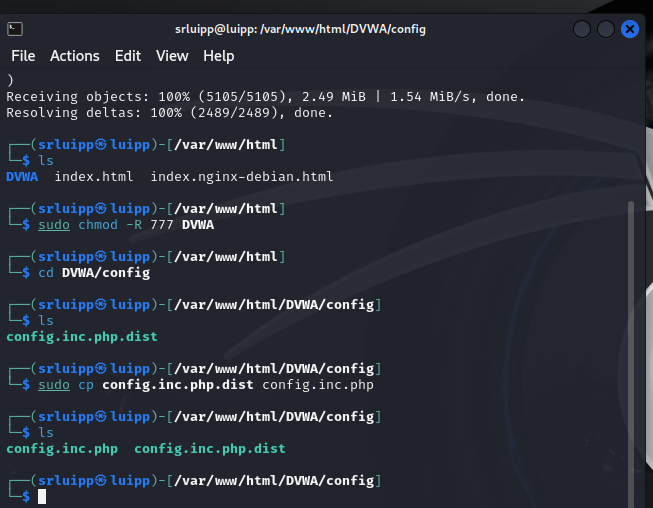 srluipp@luipp: /var/www/html/DVWA/config
File Actions Edit View Help
)
Receiving objects: 100% (5105/5105), 2.49 MiB | 1.54 MiB/s, done.
Resolving deltas: 100% (2489/2489), done.
┌──(srluipp㉿luipp)-[/var/www/html]
└─$ ls
DVWA  index.html  index.nginx-debian.html
┌──(srluipp㉿luipp)-[/var/www/html]
└─$ sudo chmod -R 777 DVWA
┌──(srluipp㉿luipp)-[/var/www/html]
└─$ cd DVWA/config
┌──(srluipp㉿luipp)-[/var/www/html/DVWA/config]
└─$ ls
config.inc.php.dist
┌──(srluipp㉿luipp)-[/var/www/html/DVWA/config]
└─$ sudo cp config.inc.php.dist config.inc.php
┌──(srluipp㉿luipp)-[/var/www/html/DVWA/config]
└─$ ls
config.inc.php  config.inc.php.dist
┌──(srluipp㉿luipp)-[/var/www/html/DVWA/config]
└─$